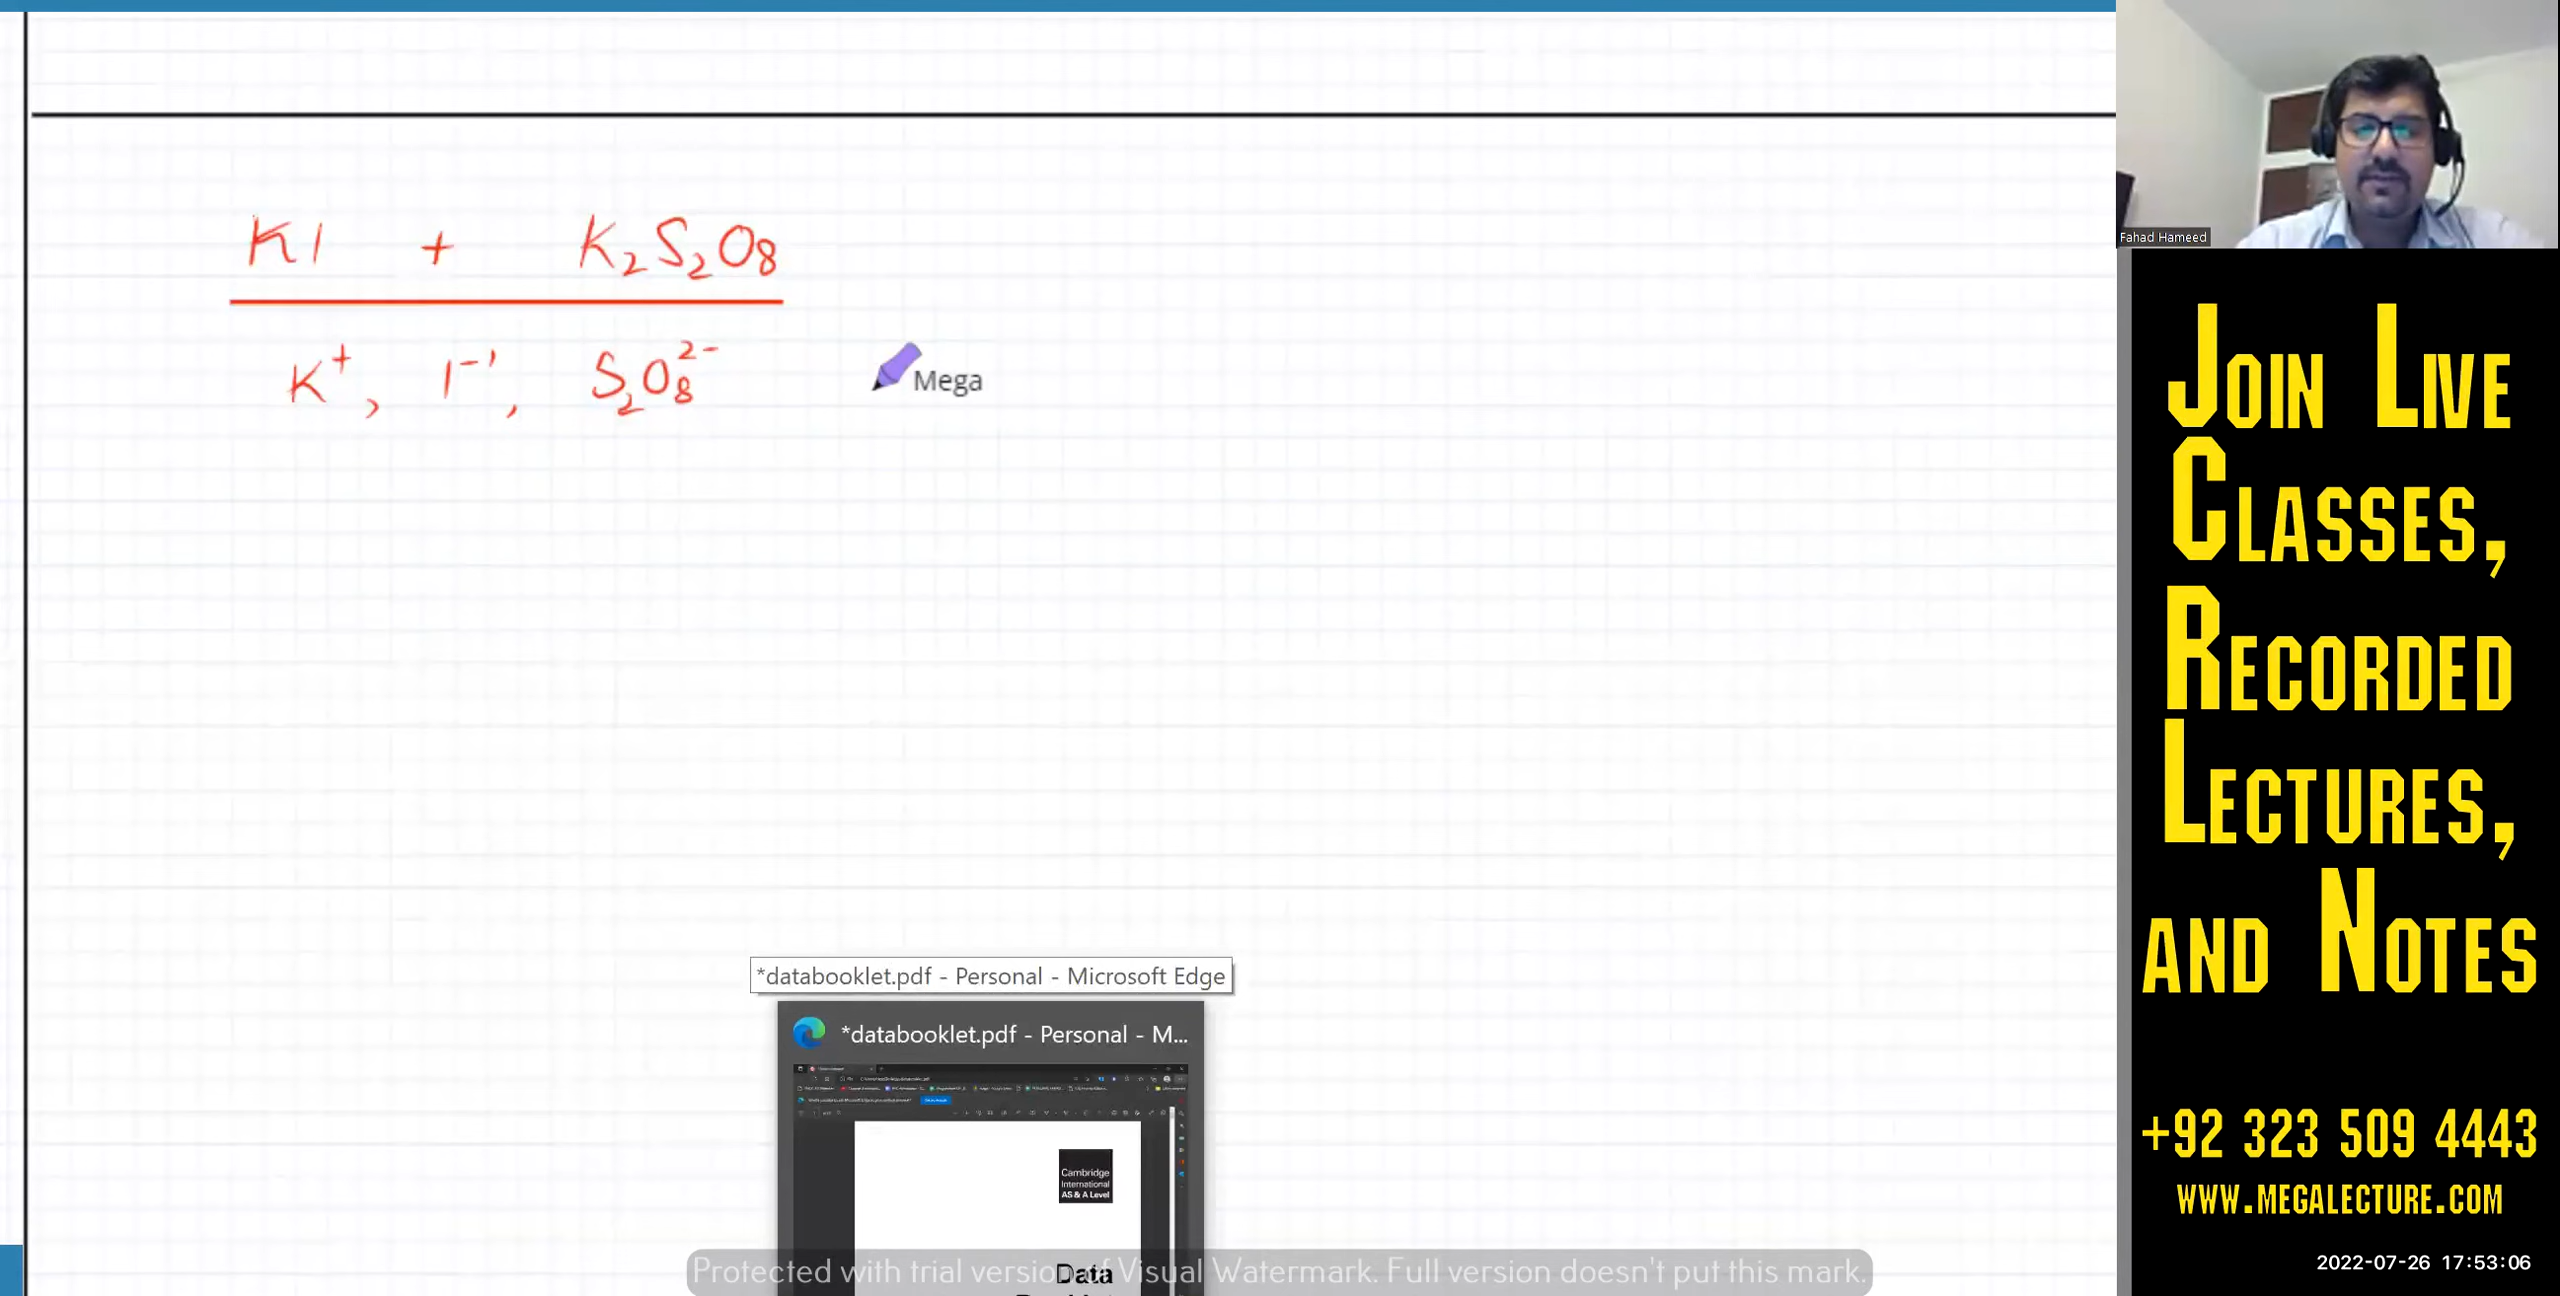 KI + K₂S₂O₈
K⁺, I⁻¹, S₂O₈²⁻
Mega
*databooklet.pdf - Personal - Microsoft Edge
*databooklet.pdf - Personal - M...
Cambridge
International
AS & A Level
Data
Protected with trial version of Visual Watermark. Full version doesn't put this mark.
Fahad Hameed
JOIN LIVE
CLASSES,
RECORDED
LECTURES,
AND NOTES
+92 323 509 4443
WWW.MEGALECTURE.COM
2022-07-26 17:53:06